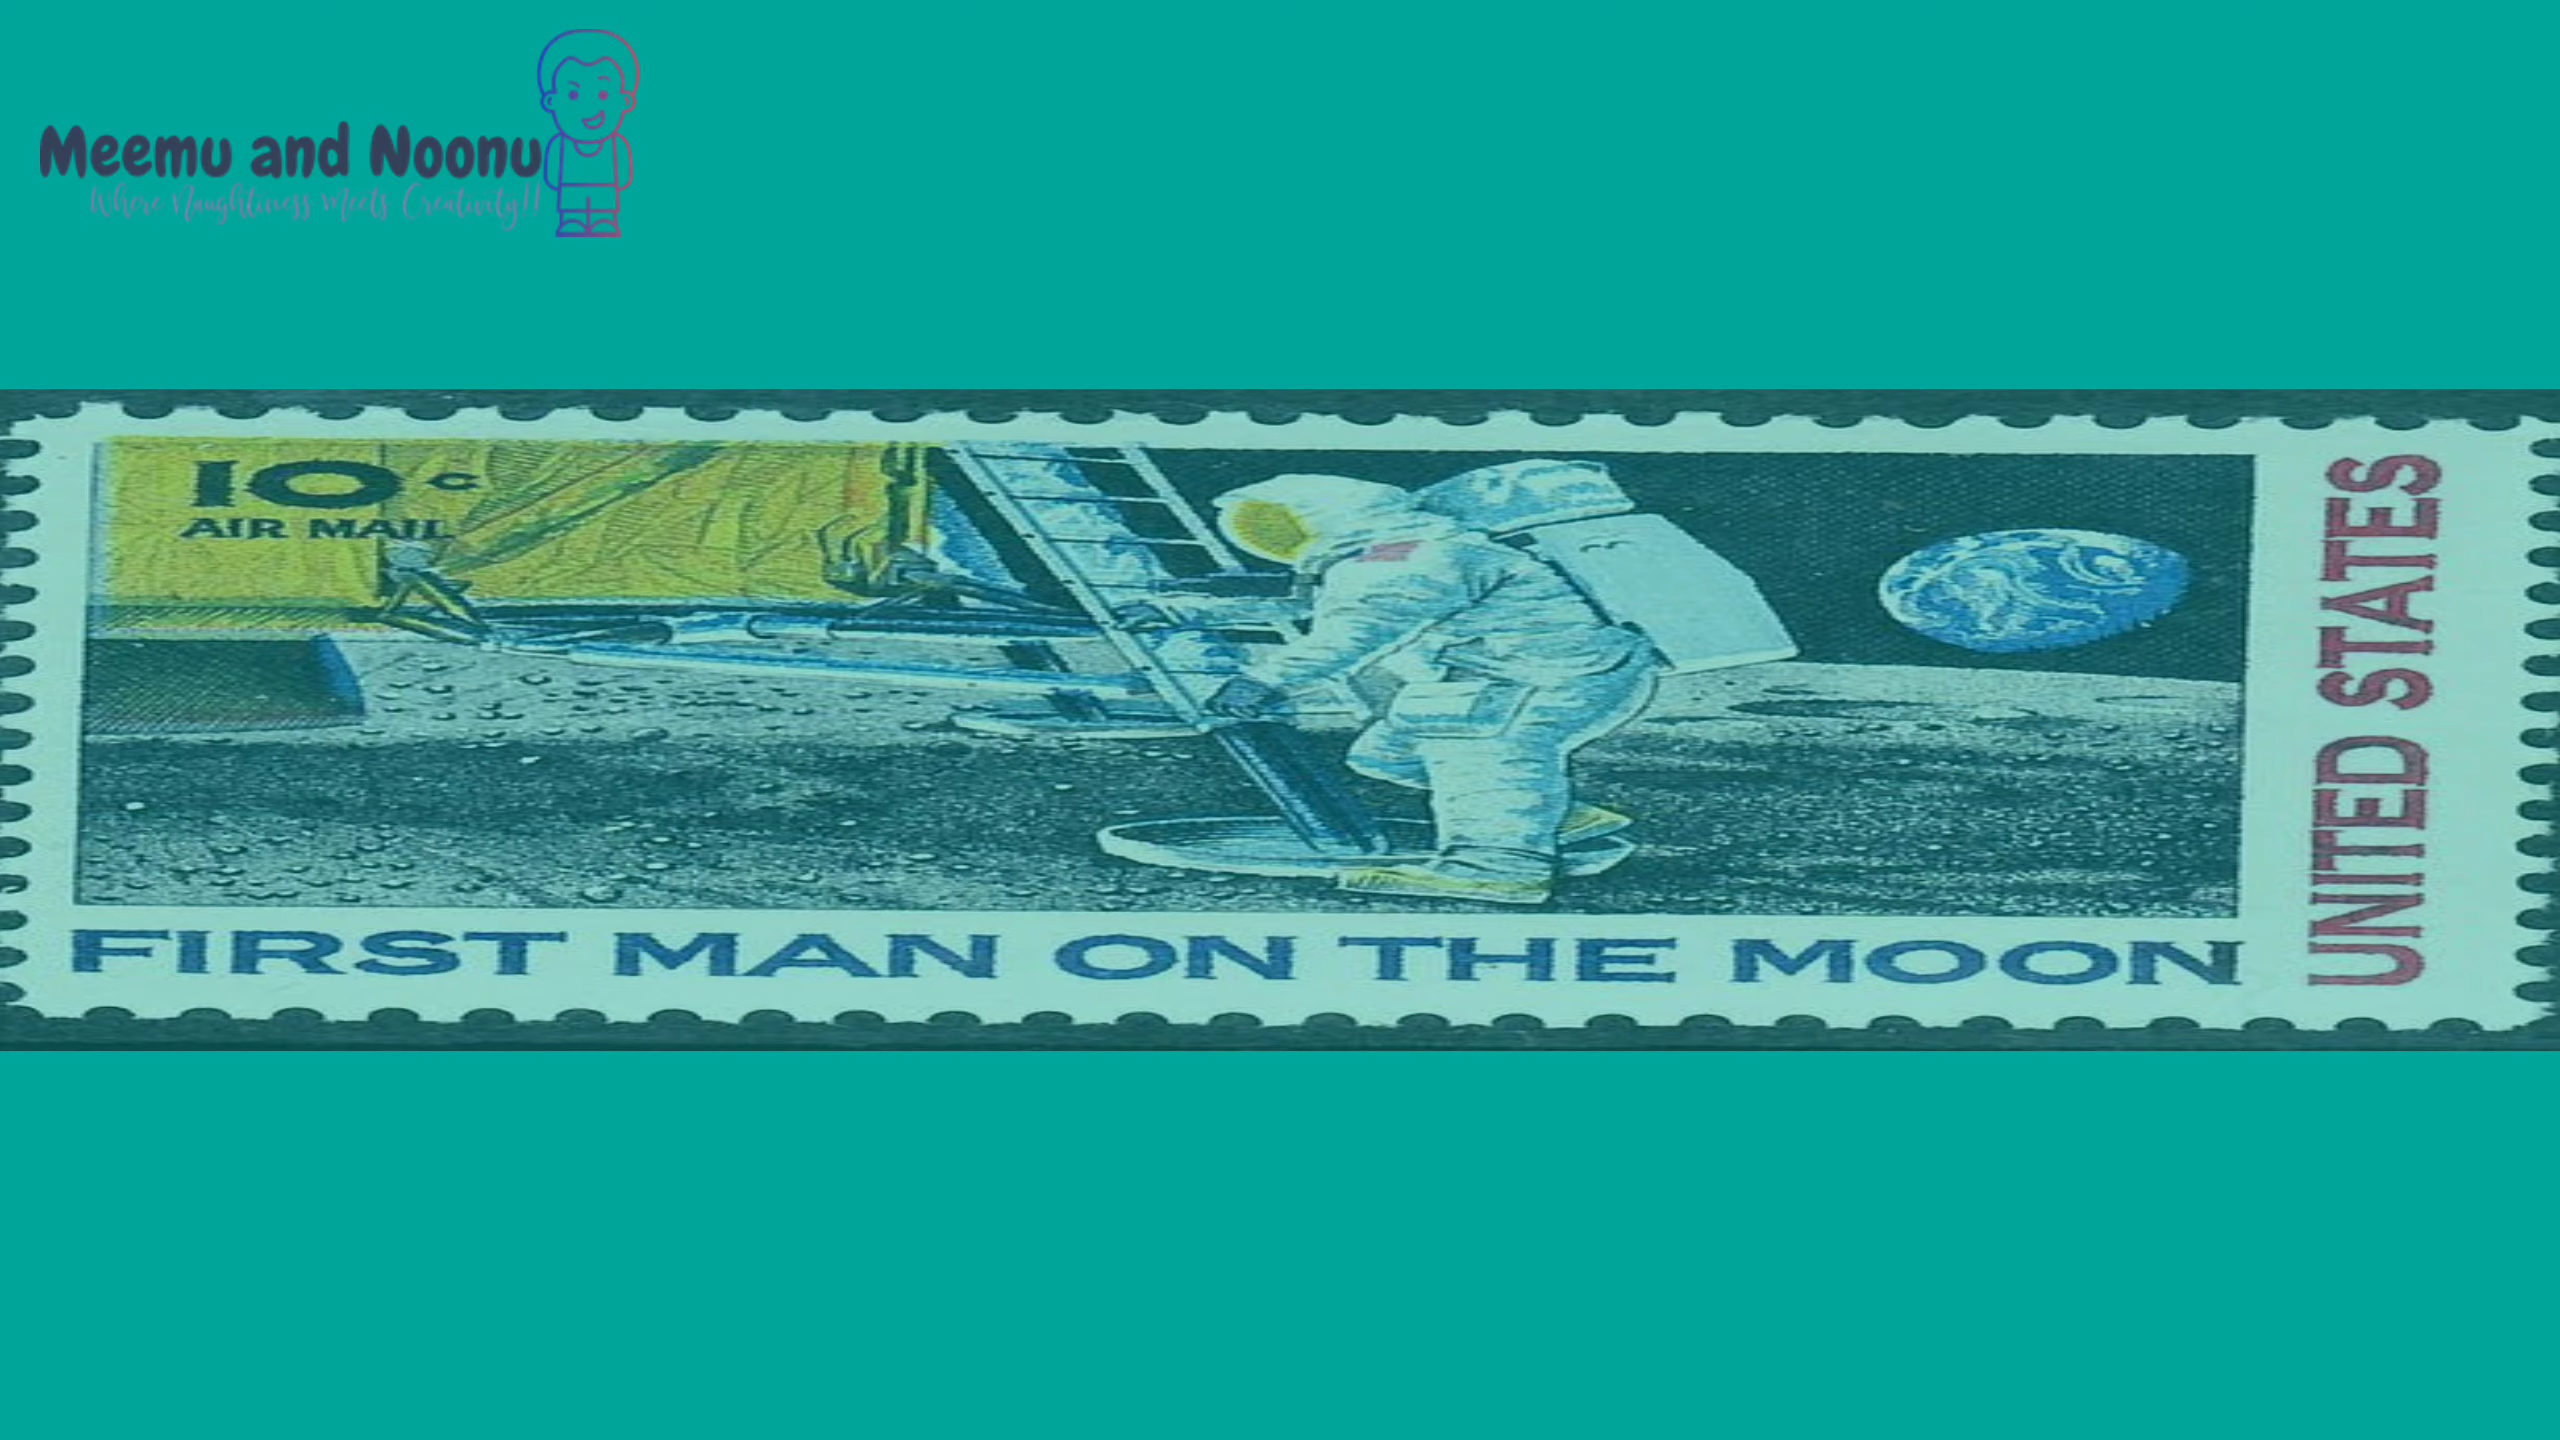 Meemu and Noonu
Where Naughtiness Meets Creativity!!
10c
AIR MAIL
UNITED STATES
FIRST MAN ON THE MOON